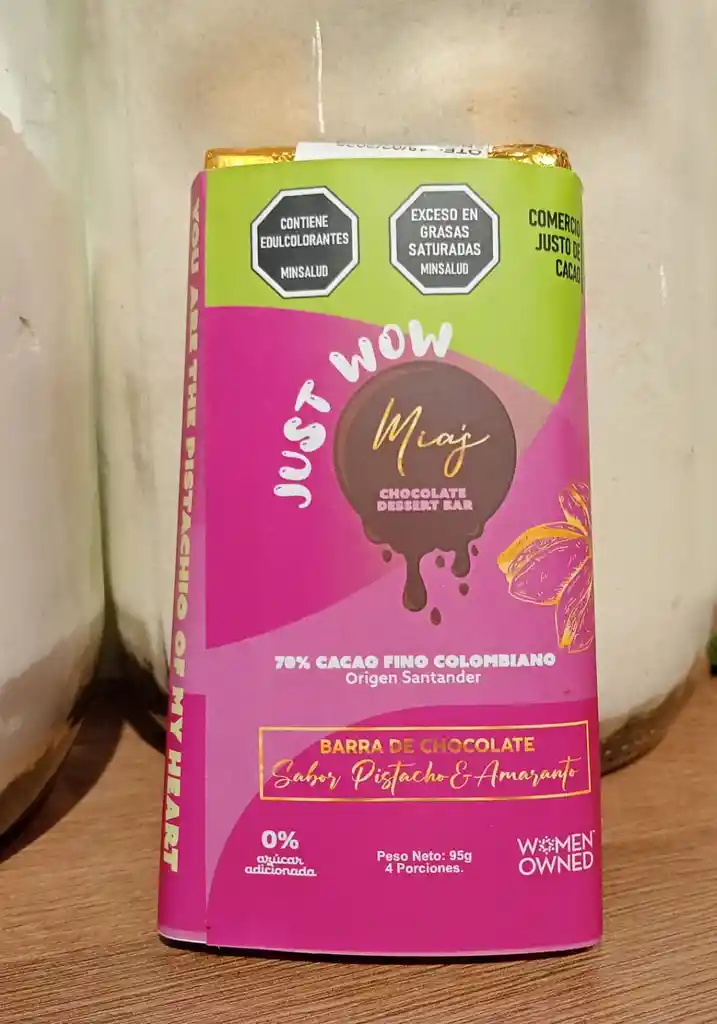 CONTIENE
EDULCOLORANTES
MINSALUD
EXCESO EN
GRASAS
SATURADAS
MINSALUD
COMERCIO
JUSTO DE
CACAO
JUST WOW
Mia's
CHOCOLATE
DESSERT BAR
70% CACAO FINO COLOMBIANO
Origen Santander
BARRA DE CHOCOLATE
Sabor Pistacho & Amaranto
0%
azúcar
adicionada
Peso Neto: 95g
4 Porciones.
WOMEN
OWNED
YOU ARE THE PISTACHIO OF MY HEART